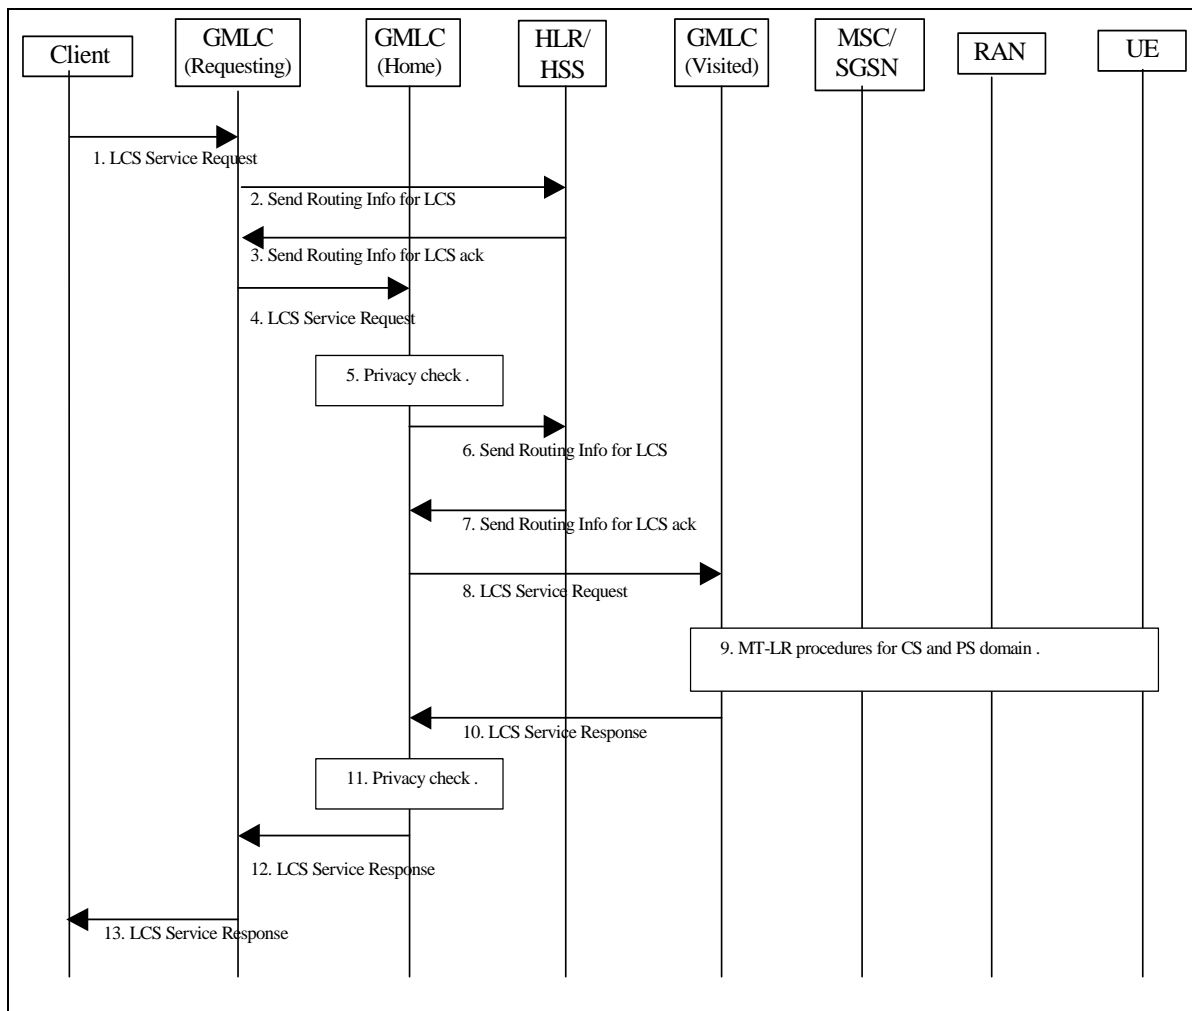 Client
GMLC
(Requesting)
GMLC
(Home)
HLR/
HSS
GMLC
(Visited)
MSC/
SGSN
RAN
UE
1. LCS Service Request
2. Send Routing Info for LCS
3. Send Routing Info for LCS ack
4. LCS Service Request
5. Privacy check .
6. Send Routing Info for LCS
7. Send Routing Info for LCS ack
8. LCS Service Request
9. MT-LR procedures for CS and PS domain .
10. LCS Service Response
11. Privacy check .
12. LCS Service Response
13. LCS Service Response